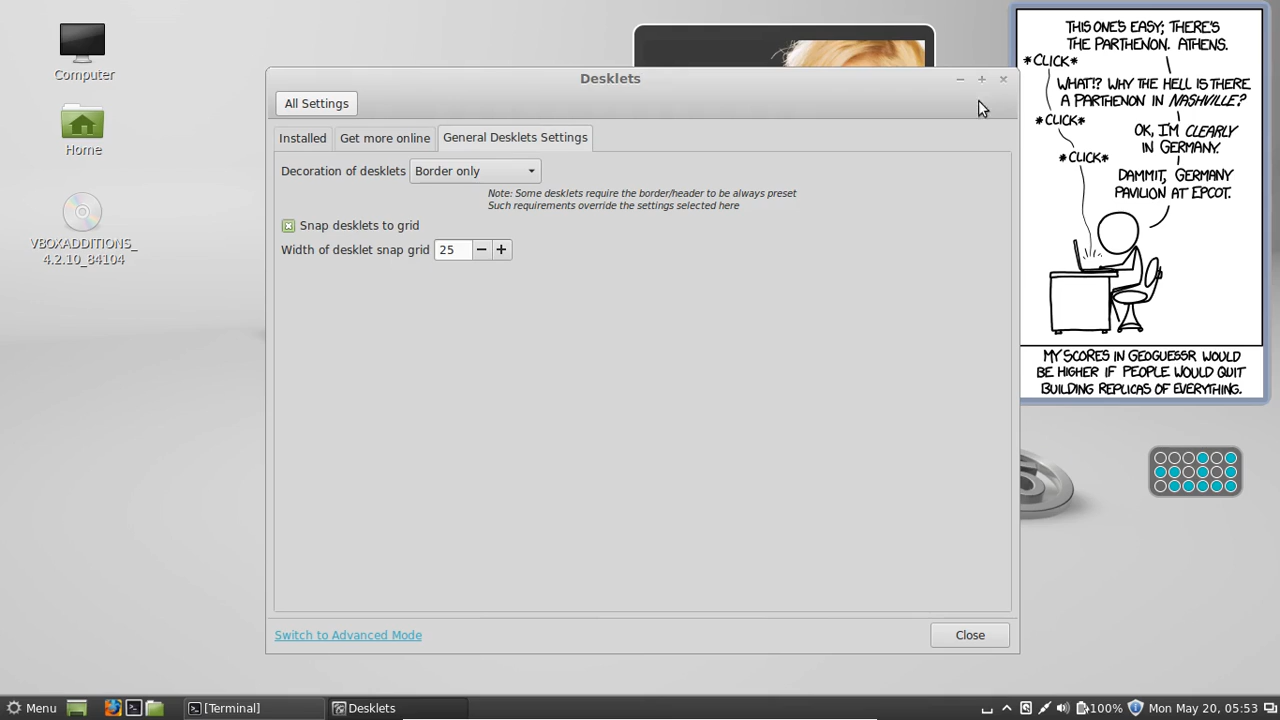 Computer
Home
VBOXADDITIONS_
4.2.10_84104
Desklets
All Settings
Installed
Get more online
General Desklets Settings
Decoration of desklets
Border only
Note: Some desklets require the border/header to be always preset
Such requirements override the settings selected here
Snap desklets to grid
Width of desklet snap grid
25
Switch to Advanced Mode
Close
THIS ONE'S EASY; THERE'S
THE PARTHENON. ATHENS.
*CLICK*
WHAT!? WHY THE HELL IS THERE
A PARTHENON IN NASHVILLE?
*CLICK*
OK, I'M CLEARLY
IN GERMANY.
*CLICK*
DAMMIT, GERMANY
PAVILION AT EPCOT.
MY SCORES IN GEOGUESSR WOULD
BE HIGHER IF PEOPLE WOULD QUIT
BUILDING REPLICAS OF EVERYTHING.
Menu
[Terminal]
Desklets
100%
Mon May 20, 05:53